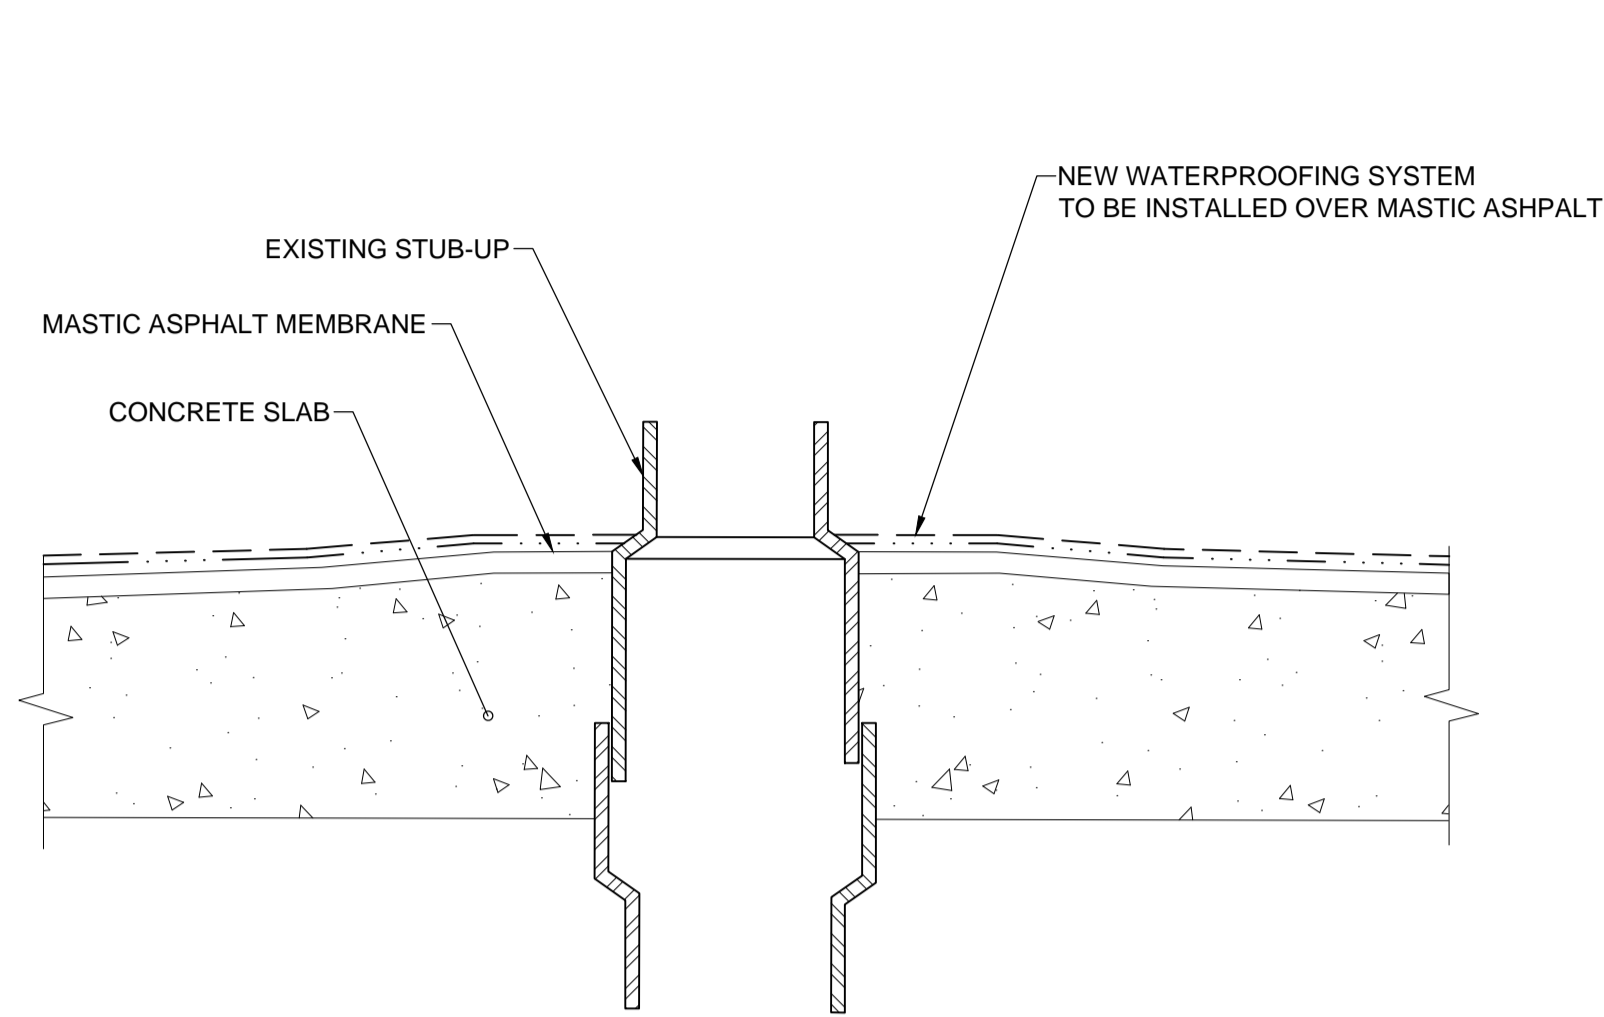 NEW WATERPROOFING SYSTEM
TO BE INSTALLED OVER MASTIC ASHPALT
EXISTING STUB-UP
MASTIC ASPHALT MEMBRANE
CONCRETE SLAB